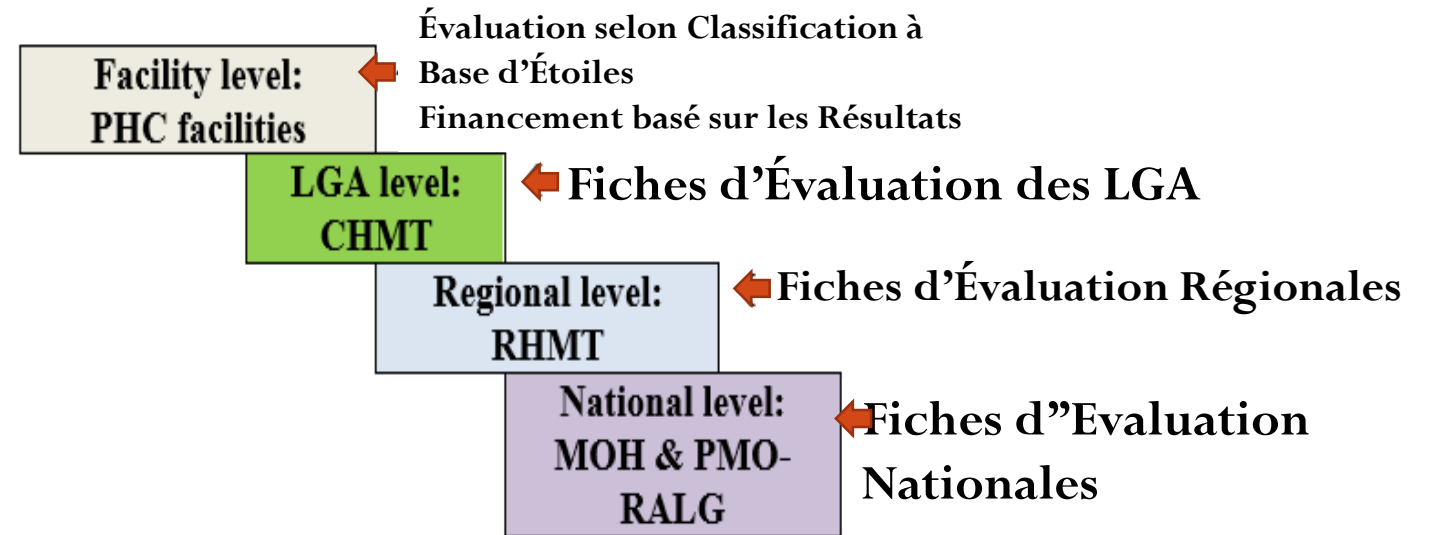 Évaluation selon Classification à
Base d’Étoiles
Financement basé sur les Résultats
Facility level:
PHC facilities
LGA level:
CHMT
Fiches d’Évaluation des LGA
Regional level:
RHMT
Fiches d’Évaluation Régionales
National level:
MOH & PMO-
RALG
Fiches d’’Evaluation
Nationales